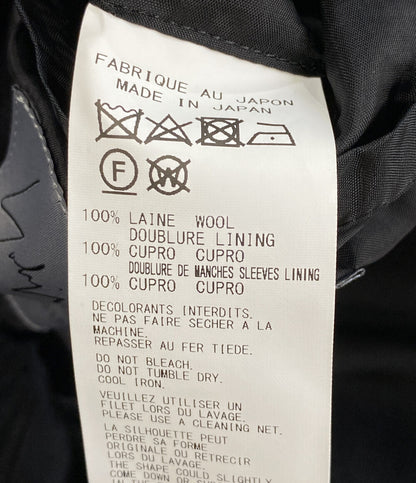 FABRIQUE AU JAPON
MADE IN JAPAN
F
W
100% LAINE WOOL
DOUBLURE LINING
100% CUPRO CUPRO
DOUBLURE DE MANCHES SLEEVES LINING
100% CUPRO CUPRO
DECOLORANTS INTERDITS.
NE PAS FAIRE SECHER A LA
MACHINE.
REPASSER AU FER TIEDE.
DO NOT BLEACH.
DO NOT TUMBLE DRY.
COOL IRON.
VEUILLEZ UTILISER UN
FILET LORS DU LAVAGE.
PLEASE USE A CLEANING NET.
LA SILHOUETTE PEUT
PERDRE SA FORME
ORIGINALE OU RETRECIR
LORS DU LAVAGE.
THE SHAPE COULD SLIGHTLY
COME DOWN OR